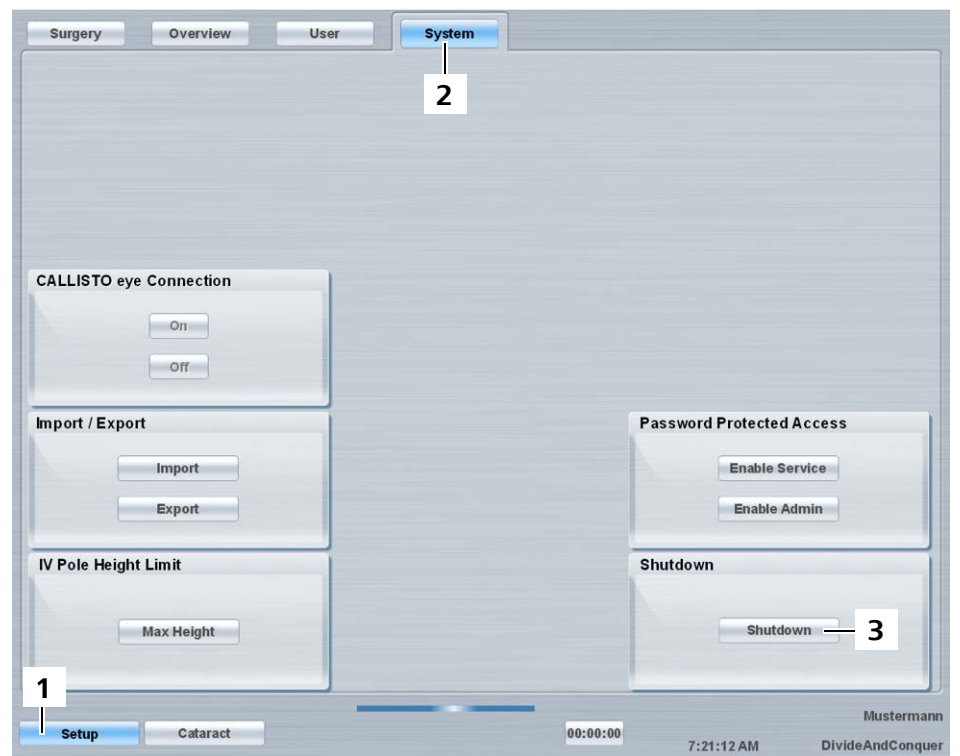 Surgery Overview User System
2
CALLISTO eye Connection
On
Off
Import / Export
Import
Export
Password Protected Access
Enable Service
Enable Admin
IV Pole Height Limit
Max Height
Shutdown
Shutdown 3
1
Setup Cataract 00:00:00 Mustermann
7:21:12 AM DivideAndConquer